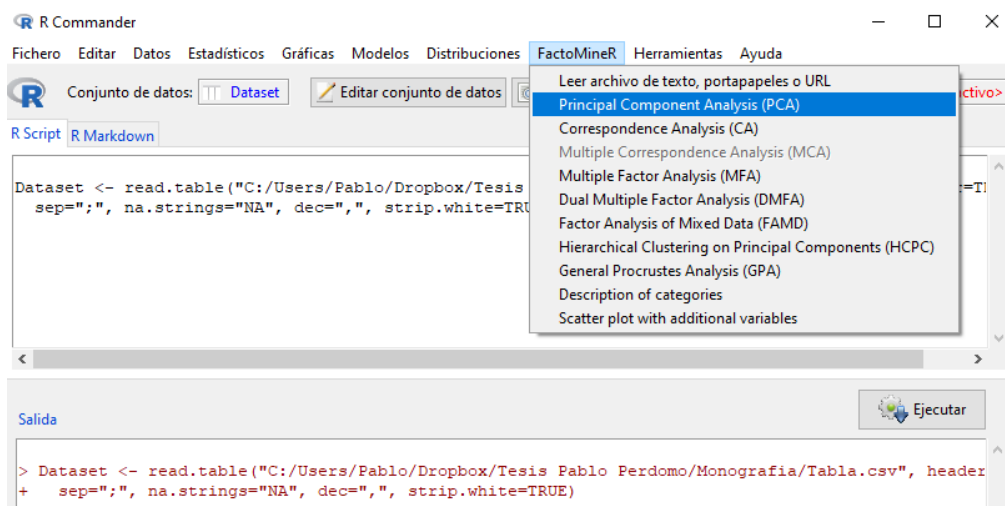 R Commander
Fichero Editar Datos Estadísticos Gráficas Modelos Distribuciones FactoMineR Herramientas Ayuda
Conjunto de datos: Dataset Editar conjunto de datos
Leer archivo de texto, portapapeles o URL
Principal Component Analysis (PCA)
Correspondence Analysis (CA)
Multiple Correspondence Analysis (MCA)
Multiple Factor Analysis (MFA)
Dual Multiple Factor Analysis (DMFA)
Factor Analysis of Mixed Data (FAMD)
Hierarchical Clustering on Principal Components (HCPC)
General Procrustes Analysis (GPA)
Description of categories
Scatter plot with additional variables
ctivo>
R Script R Markdown
Dataset <- read.table("C:/Users/Pablo/Dropbox/Tesis
sep=";", na.strings="NA", dec=",", strip.white=TRU
Salida
Ejecutar
> Dataset <- read.table("C:/Users/Pablo/Dropbox/Tesis Pablo Perdomo/Monografia/Tabla.csv", header
+ sep=";", na.strings="NA", dec=",", strip.white=TRUE)